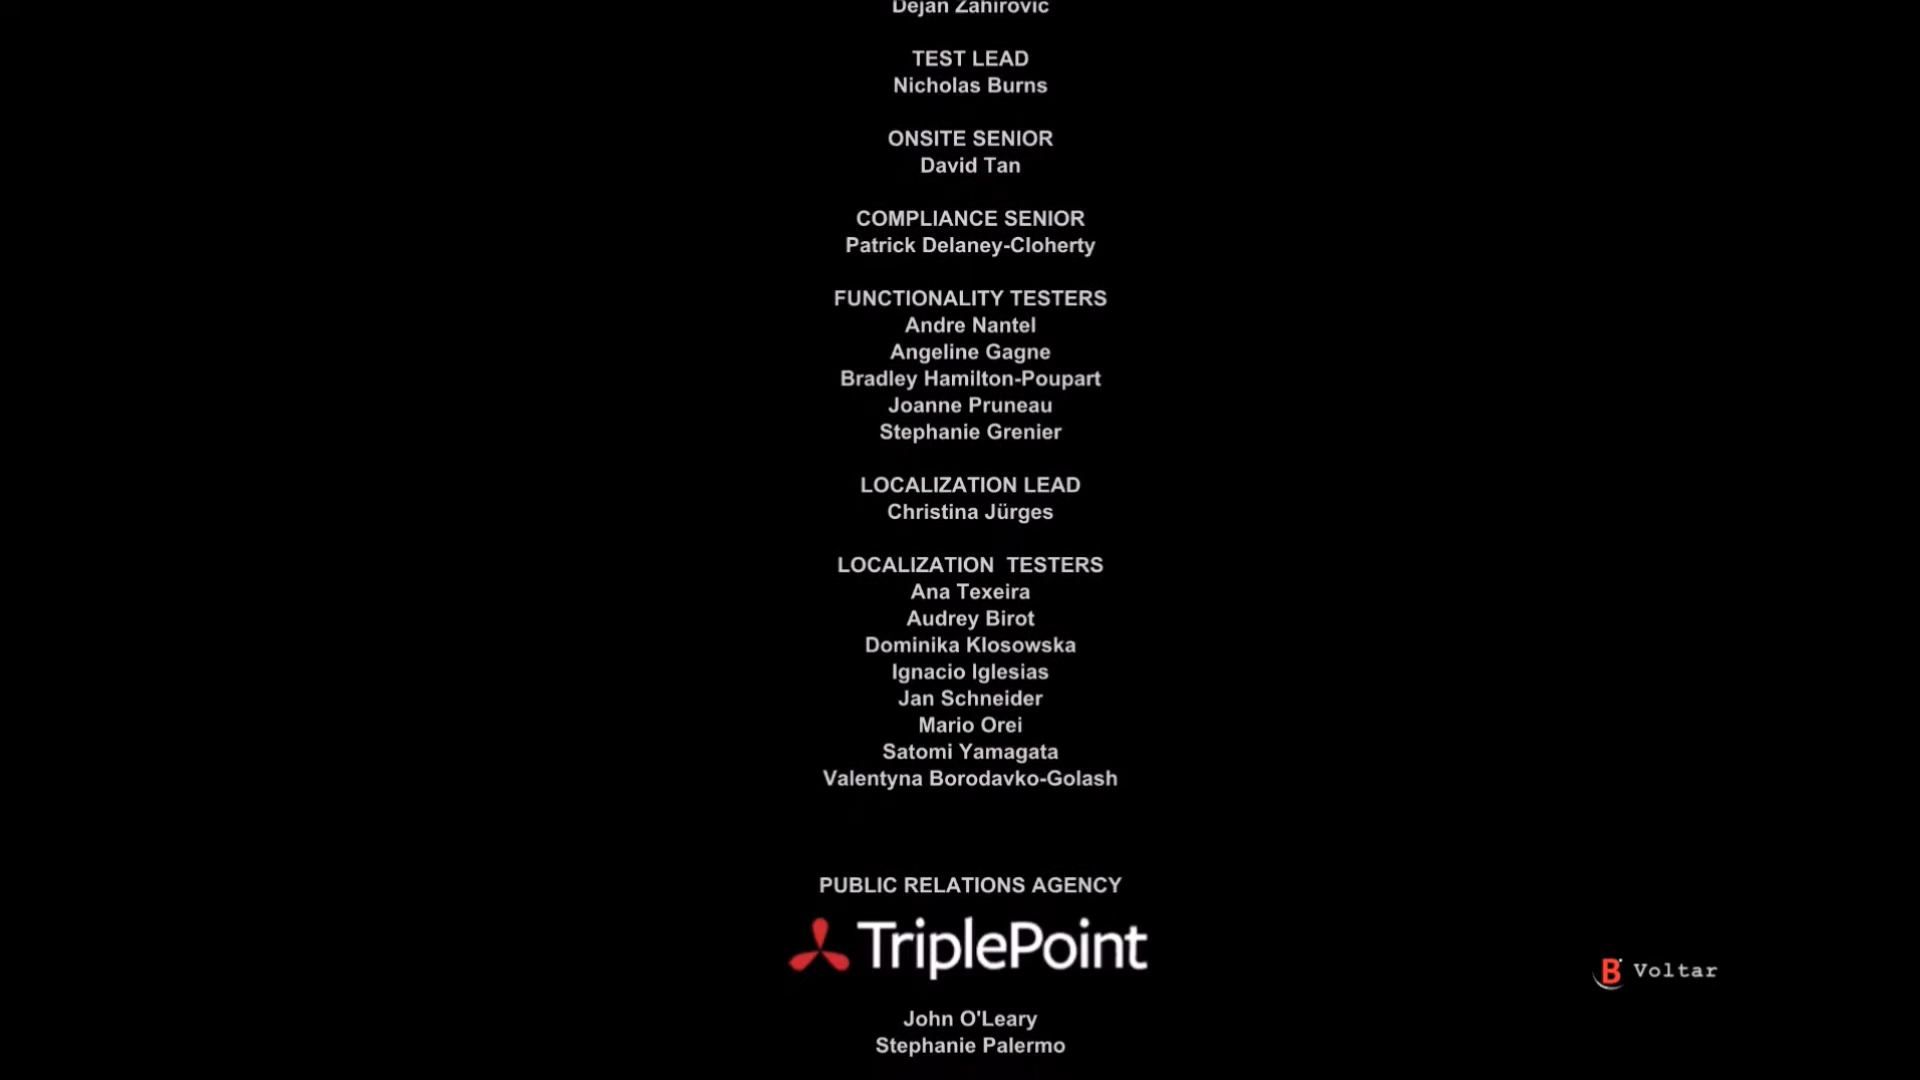 Dejan Zahirovic
TEST LEAD
Nicholas Burns
ONSITE SENIOR
David Tan
COMPLIANCE SENIOR
Patrick Delaney-Cloherty
FUNCTIONALITY TESTERS
Andre Nantel
Angeline Gagne
Bradley Hamilton-Poupart
Joanne Pruneau
Stephanie Grenier
LOCALIZATION LEAD
Christina Jürges
LOCALIZATION  TESTERS
Ana Texeira
Audrey Birot
Dominika Klosowska
Ignacio Iglesias
Jan Schneider
Mario Orei
Satomi Yamagata
Valentyna Borodavko-Golash
PUBLIC RELATIONS AGENCY
TriplePoint
B Voltar
John O'Leary
Stephanie Palermo